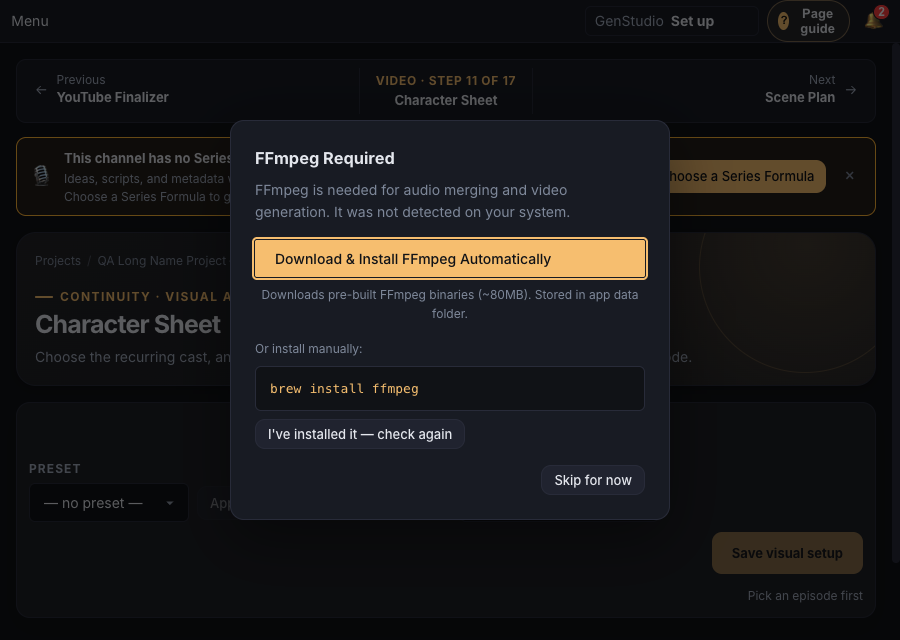 Menu
GenStudio Set up
? Page guide
2
Previous
YouTube Finalizer
VIDEO · STEP 11 OF 17
Character Sheet
Next
Scene Plan
This channel has no Series
Ideas, scripts, and metadata
Choose a Series Formula to
hoose a Series Formula
×
FFmpeg Required
FFmpeg is needed for audio merging and video
generation. It was not detected on your system.
Download & Install FFmpeg Automatically
Downloads pre-built FFmpeg binaries (~80MB). Stored in app data
folder.
Or install manually:
brew install ffmpeg
I've installed it — check again
Skip for now
Projects / QA Long Name Project
CONTINUITY · VISUAL
Character Sheet
Choose the recurring cast,
PRESET
— no preset —
Save visual setup
Pick an episode first